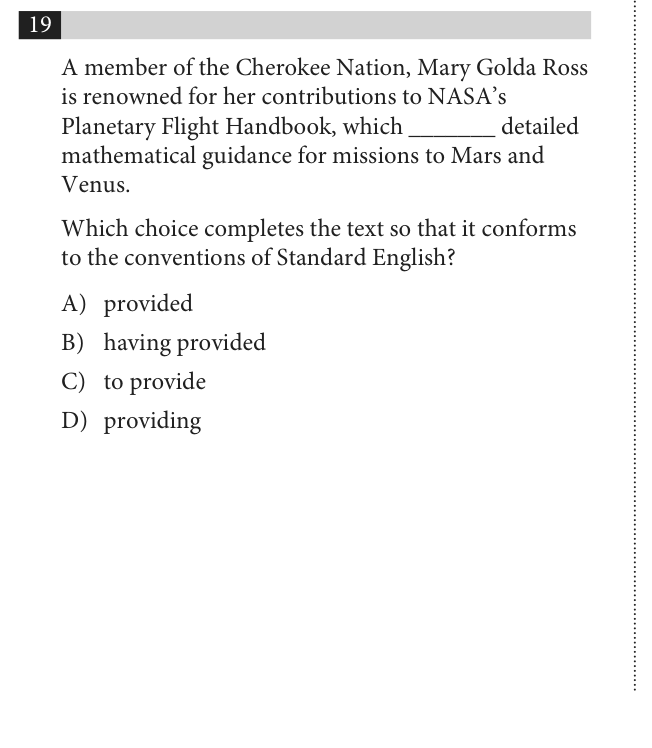 19
A member of the Cherokee Nation, Mary Golda Ross
is renowned for her contributions to NASA’s
Planetary Flight Handbook, which _______ detailed
mathematical guidance for missions to Mars and
Venus.
Which choice completes the text so that it conforms
to the conventions of Standard English?
A) provided
B) having provided
C) to provide
D) providing